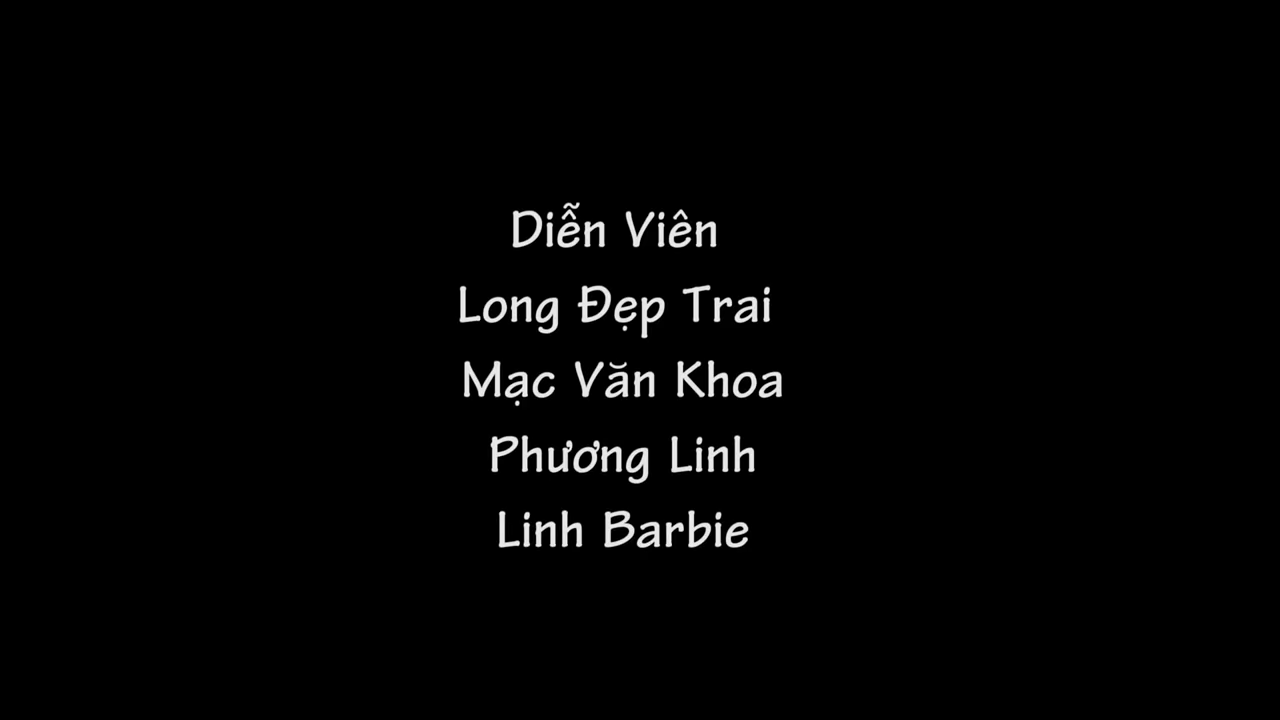 Diễn Viên
Long Đẹp Trai
Mạc Văn Khoa
Phương Linh
Linh Barbie